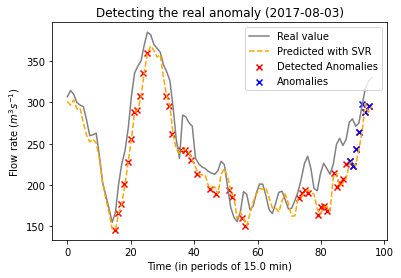 Detecting the real anomaly (2017-08-03)
Real value
Predicted with SVR
Detected Anomalies
Anomalies
Flow rate (m³s⁻¹)
350
300
250
200
150
0 20 40 60 80 100
Time (in periods of 15.0 min)